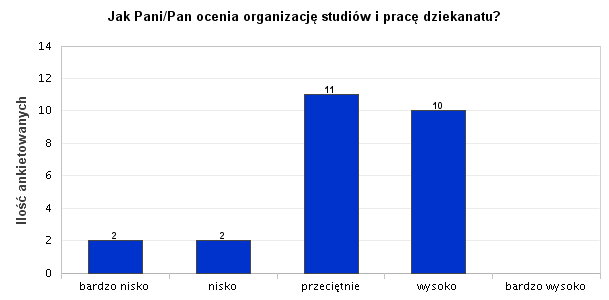 Jak Pani/Pan ocenia organizację studiów i pracę dziekanatu?
Ilość ankietowanych
14
12
10
8
6
4
2
0
2
2
11
10
bardzo nisko
nisko
przeciętnie
wysoko
bardzo wysoko